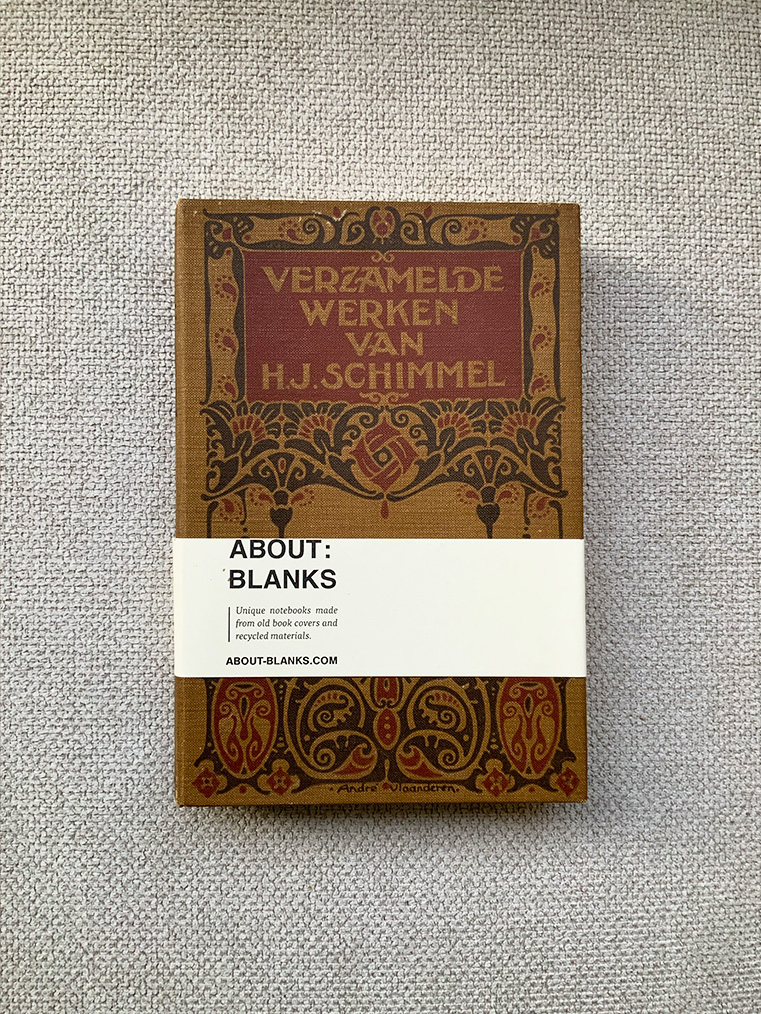 VERZAMELDE
WERKEN
VAN
H.J. SCHIMMEL
ABOUT:
BLANKS
Unique notebooks made
from old book covers and
recycled materials.
ABOUT-BLANKS.COM
· André Vlaanderen.